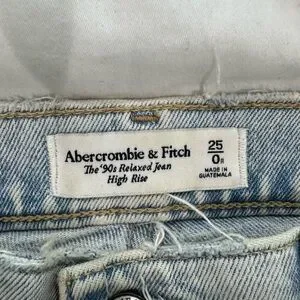 Abercrombie & Fitch
The '90s Relaxed Jean
High Rise
25
0R
MADE IN
GUATEMALA